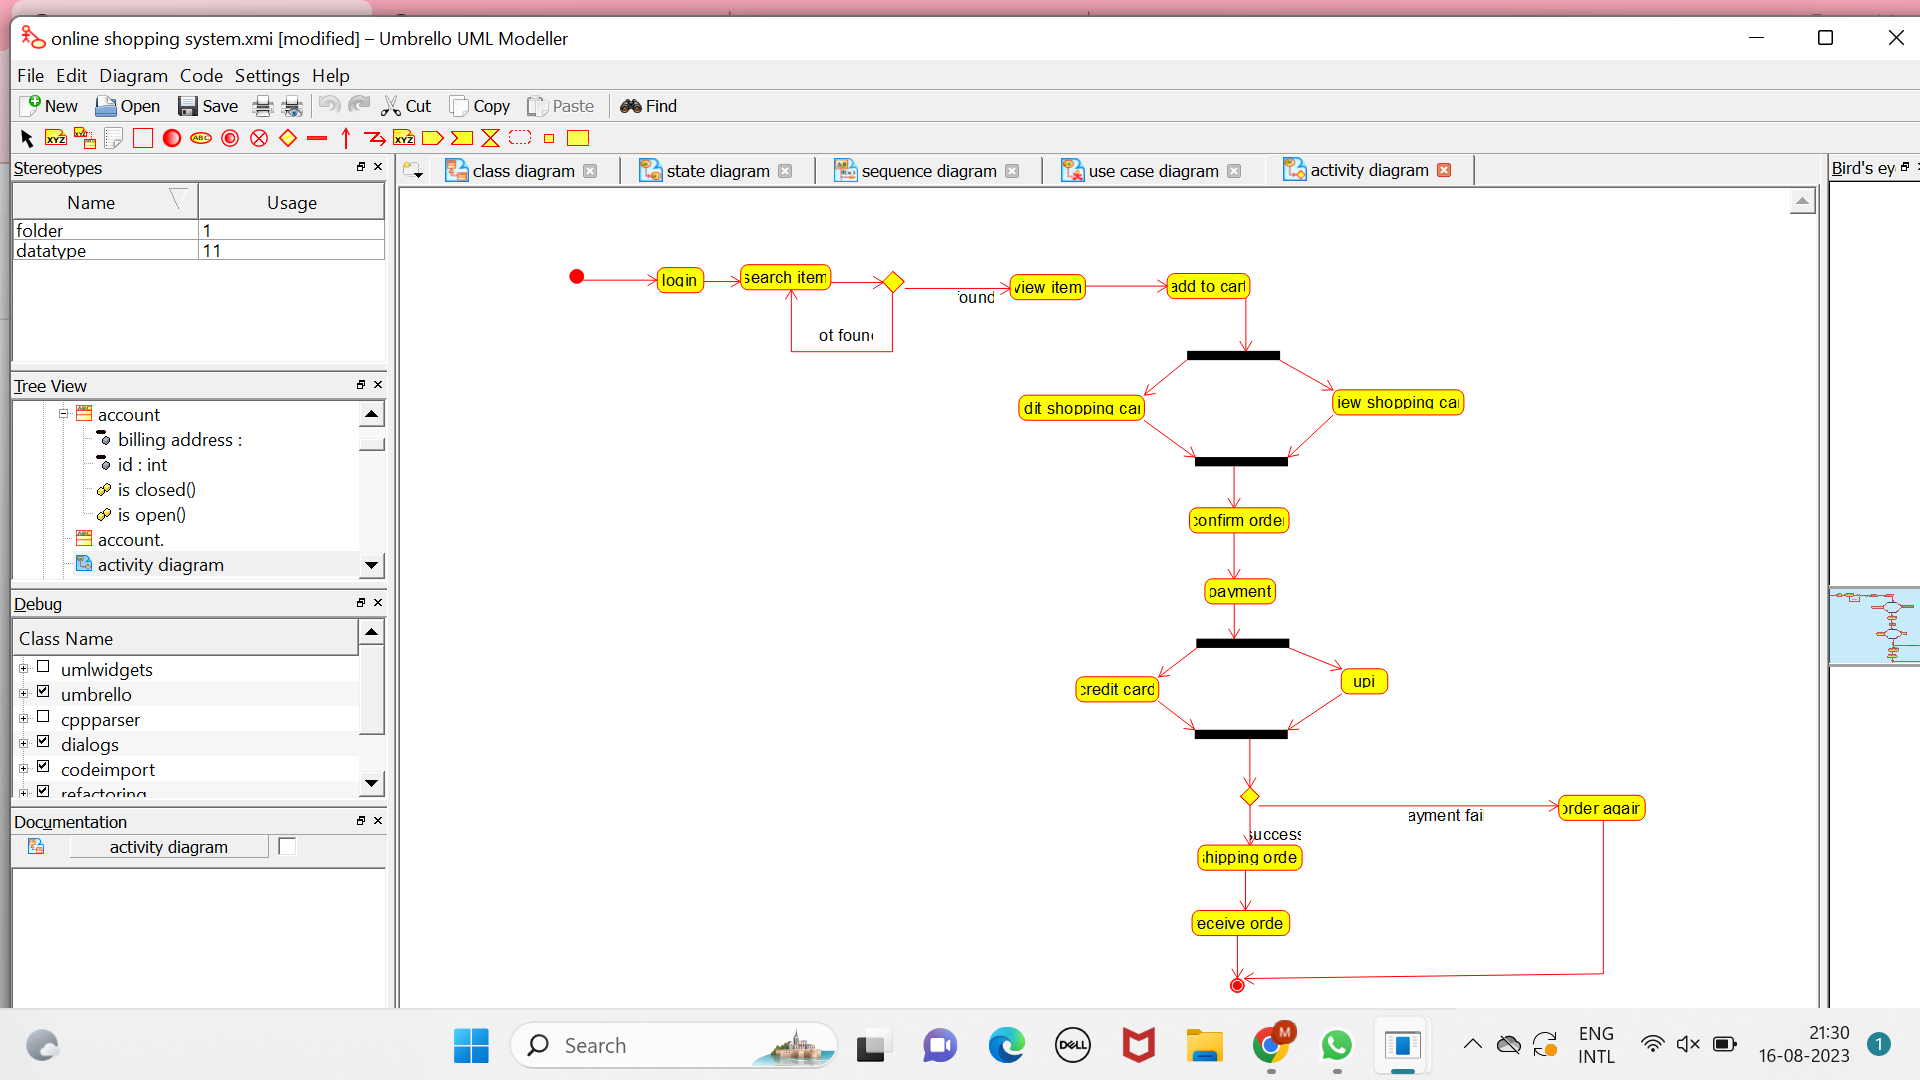 online shopping system.xmi [modified] – Umbrello UML Modeller
File Edit Diagram Code Settings Help
New Open Save Cut Copy Paste Find
Stereotypes
class diagram state diagram sequence diagram use case diagram activity diagram
Bird's ey
Name Usage
folder 1
datatype 11
login
search item
view item
add to cart
ound
ot foun
Tree View
account
billing address :
id : int
is closed()
is open()
account.
activity diagram
dit shopping car
iew shopping ca
confirm order
payment
credit card
upi
Debug
Class Name
umlwidgets
umbrello
cppparser
dialogs
codeimport
refactoring
ayment fai
order again
success
shipping orde
eceive orde
Documentation
activity diagram
Search
DELL
M
ENG
INTL
21:30
16-08-2023
1